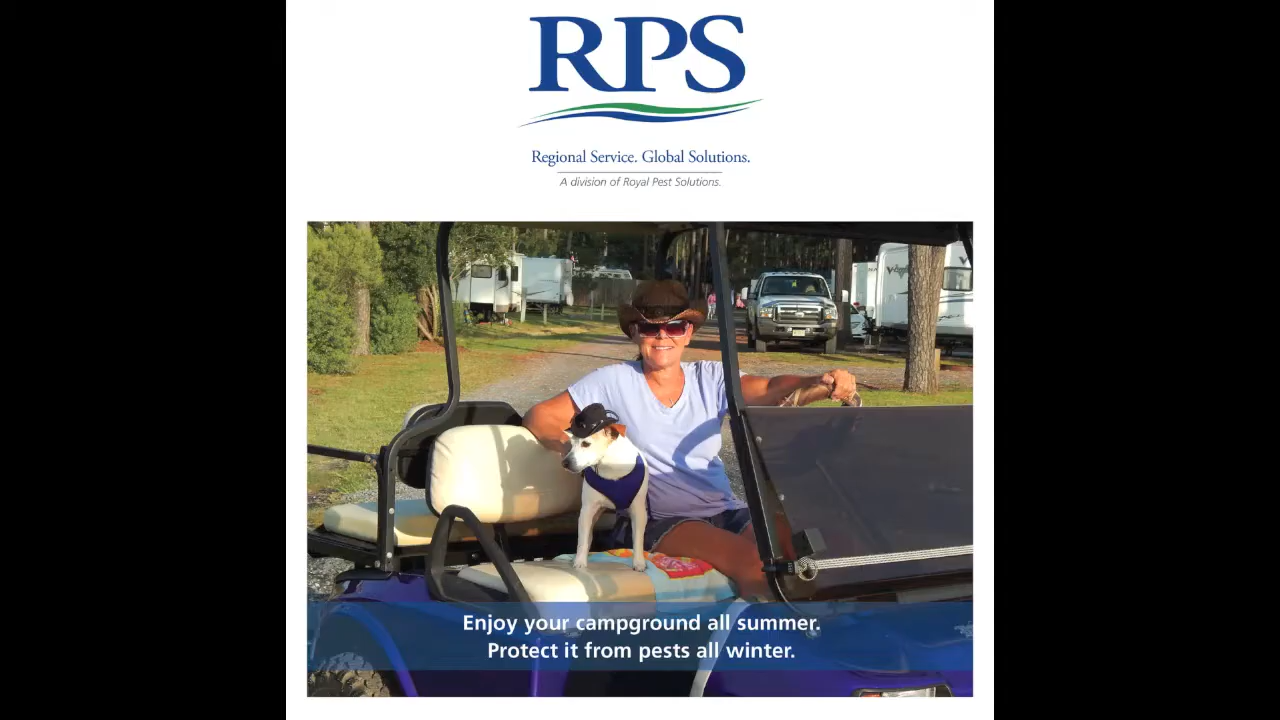 RPS
Regional Service. Global Solutions.
A division of Royal Pest Solutions.
Enjoy your campground all summer.
Protect it from pests all winter.